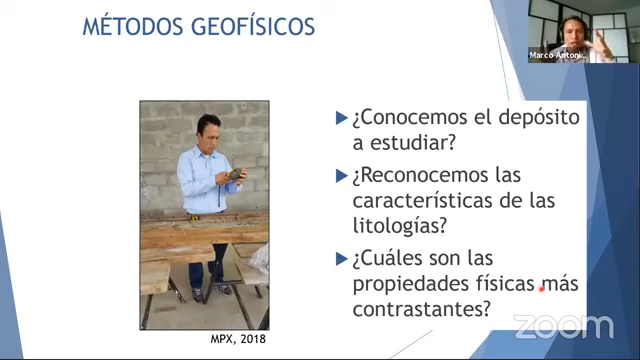 MÉTODOS GEOFÍSICOS
Marco Antoni...
¿Conocemos el depósito
a estudiar?
¿Reconocemos las
características de las
litologías?
¿Cuáles son las
propiedades físicas más
contrastantes?
MPX, 2018
zoom